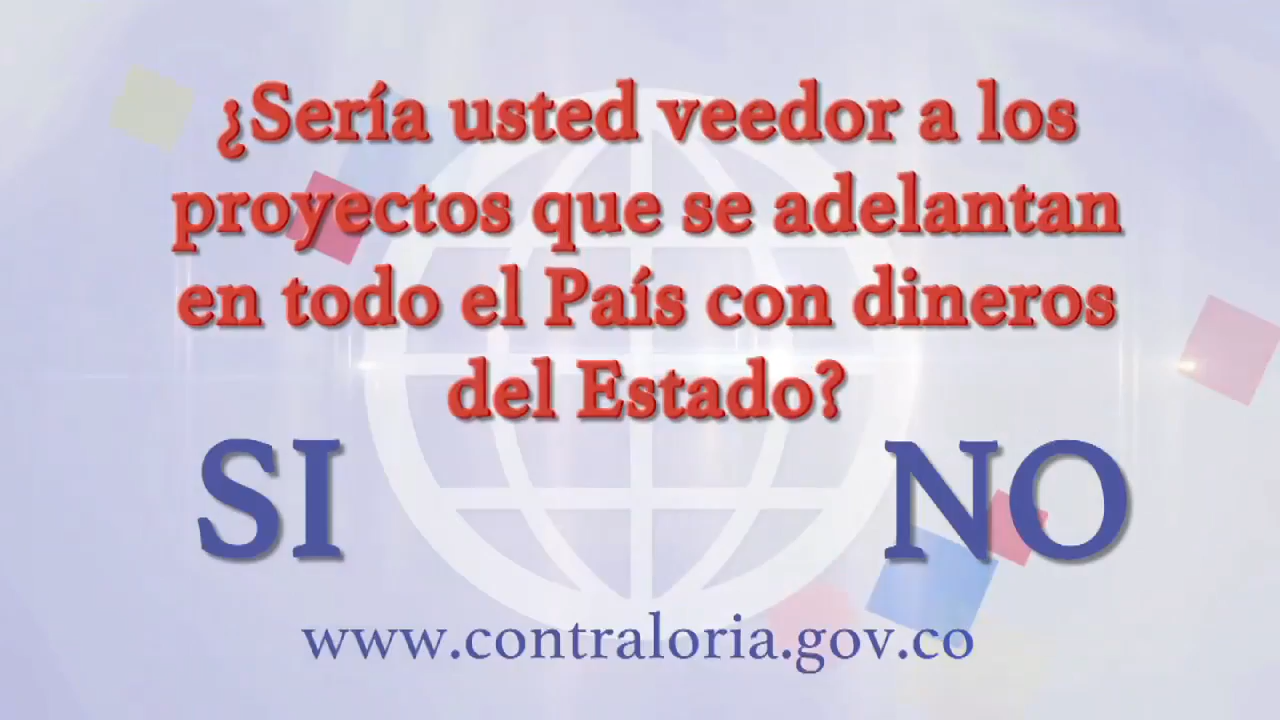 ¿Sería usted veedor a los
proyectos que se adelantan
en todo el País con dineros
del Estado?
SI NO
www.contraloria.gov.co